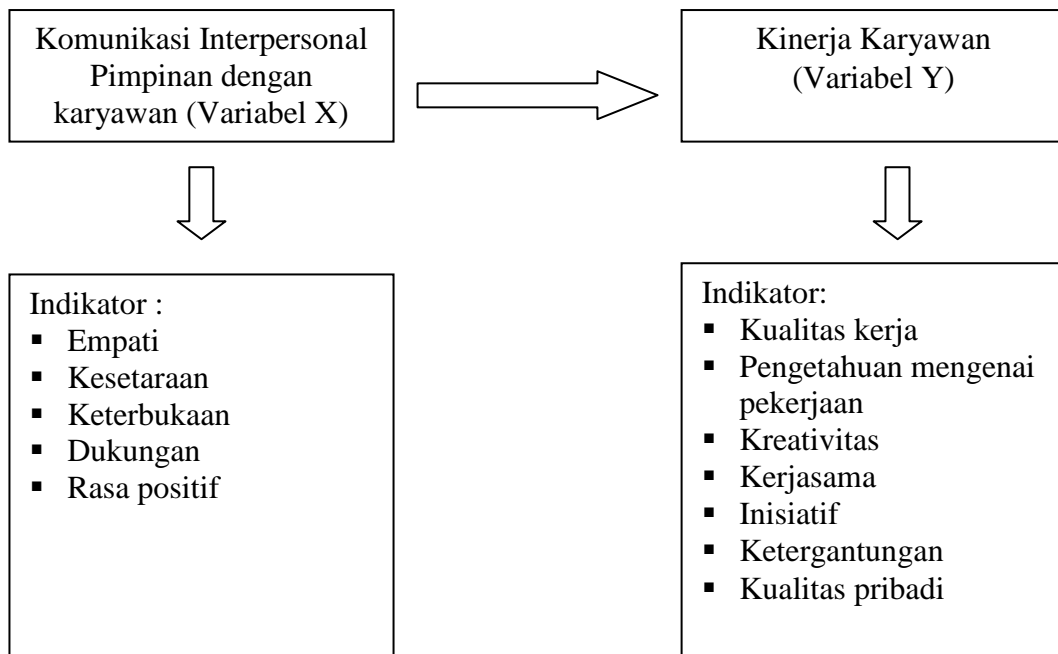 Komunikasi Interpersonal
Pimpinan dengan
karyawan (Variabel X)
Kinerja Karyawan
(Variabel Y)
Indikator :
▪ Empati
▪ Kesetaraan
▪ Keterbukaan
▪ Dukungan
▪ Rasa positif
Indikator:
▪ Kualitas kerja
▪ Pengetahuan mengenai
pekerjaan
▪ Kreativitas
▪ Kerjasama
▪ Inisiatif
▪ Ketergantungan
▪ Kualitas pribadi